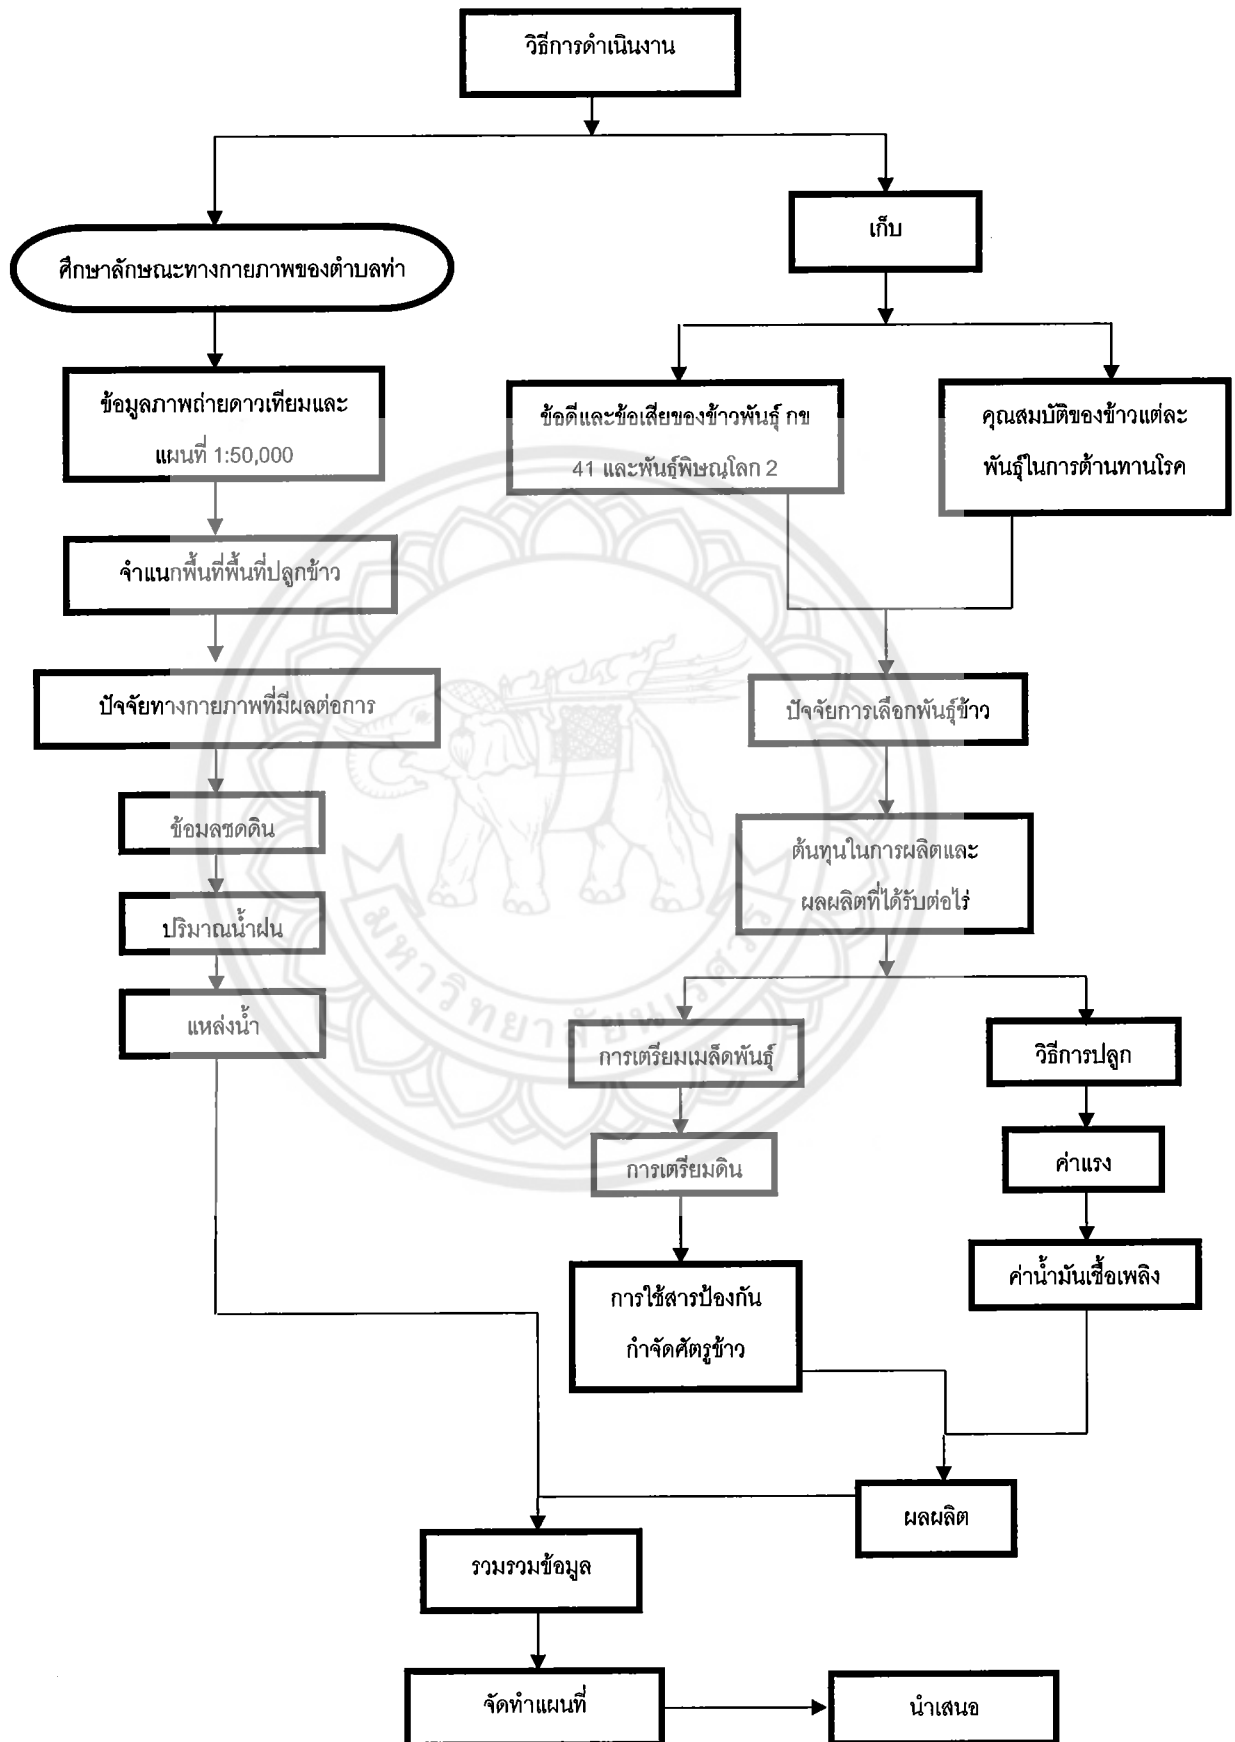 วิธีการดำเนินงาน
เก็บ
ศึกษาลักษณะทางกายภาพของตำบลท่า
ข้อมูลภาพถ่ายดาวเทียมและ
แผนที่ 1:50,000
ข้อดีและข้อเสียของข้าวพันธุ์ กข
41 และพันธุ์พิษณุโลก 2
คุณสมบัติของข้าวแต่ละ
พันธุ์ในการต้านทานโรค
จำแนกพื้นที่พื้นที่ปลูกข้าว
ปัจจัยทางกายภาพที่มีผลต่อการ
ปัจจัยการเลือกพันธุ์ข้าว
ข้อมูลชุดดิน
ต้นทุนในการผลิตและ
ผลผลิตที่ได้รับต่อไร่
ปริมาณน้ำฝน
แหล่งน้ำ
การเตรียมเมล็ดพันธุ์
วิธีการปลูก
การเตรียมดิน
ค่าแรง
การใช้สารป้องกัน
กำจัดศัตรูข้าว
ค่าน้ำมันเชื้อเพลิง
ผลผลิต
รวมรวมข้อมูล
จัดทำแผนที่
นำเสนอ
มหาวิทยาลัยนเรศวร